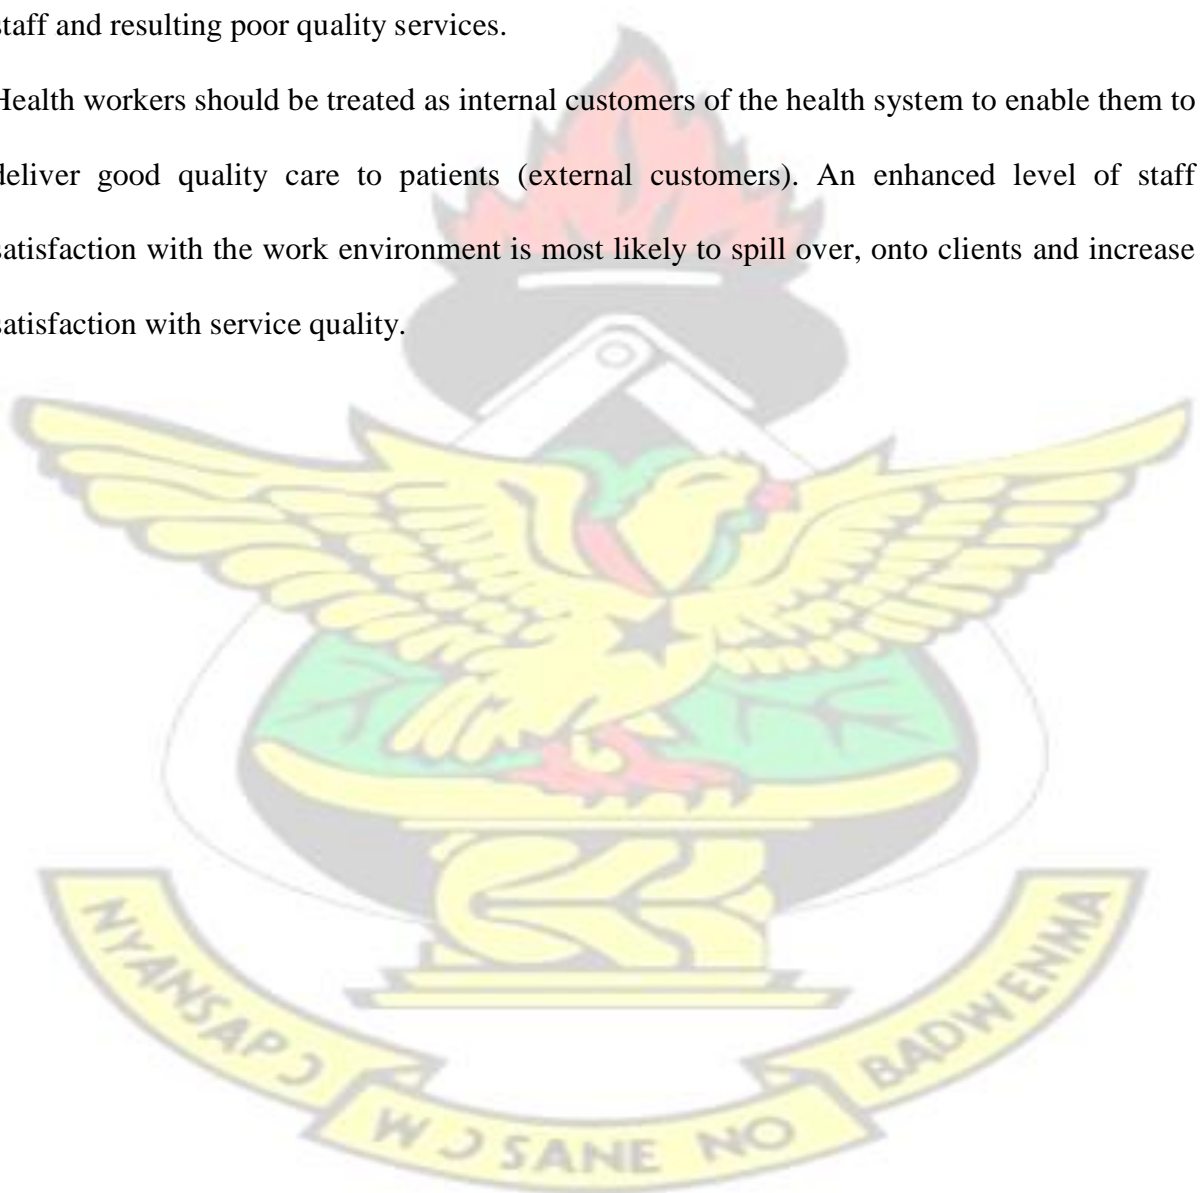 staff and resulting poor quality services.
Health workers should be treated as internal customers of the health system to enable them to
deliver good quality care to patients (external customers). An enhanced level of staff
satisfaction with the work environment is most likely to spill over, onto clients and increase
satisfaction with service quality.
NYANSAPƆ
WƆSANE NO
BADWENMA